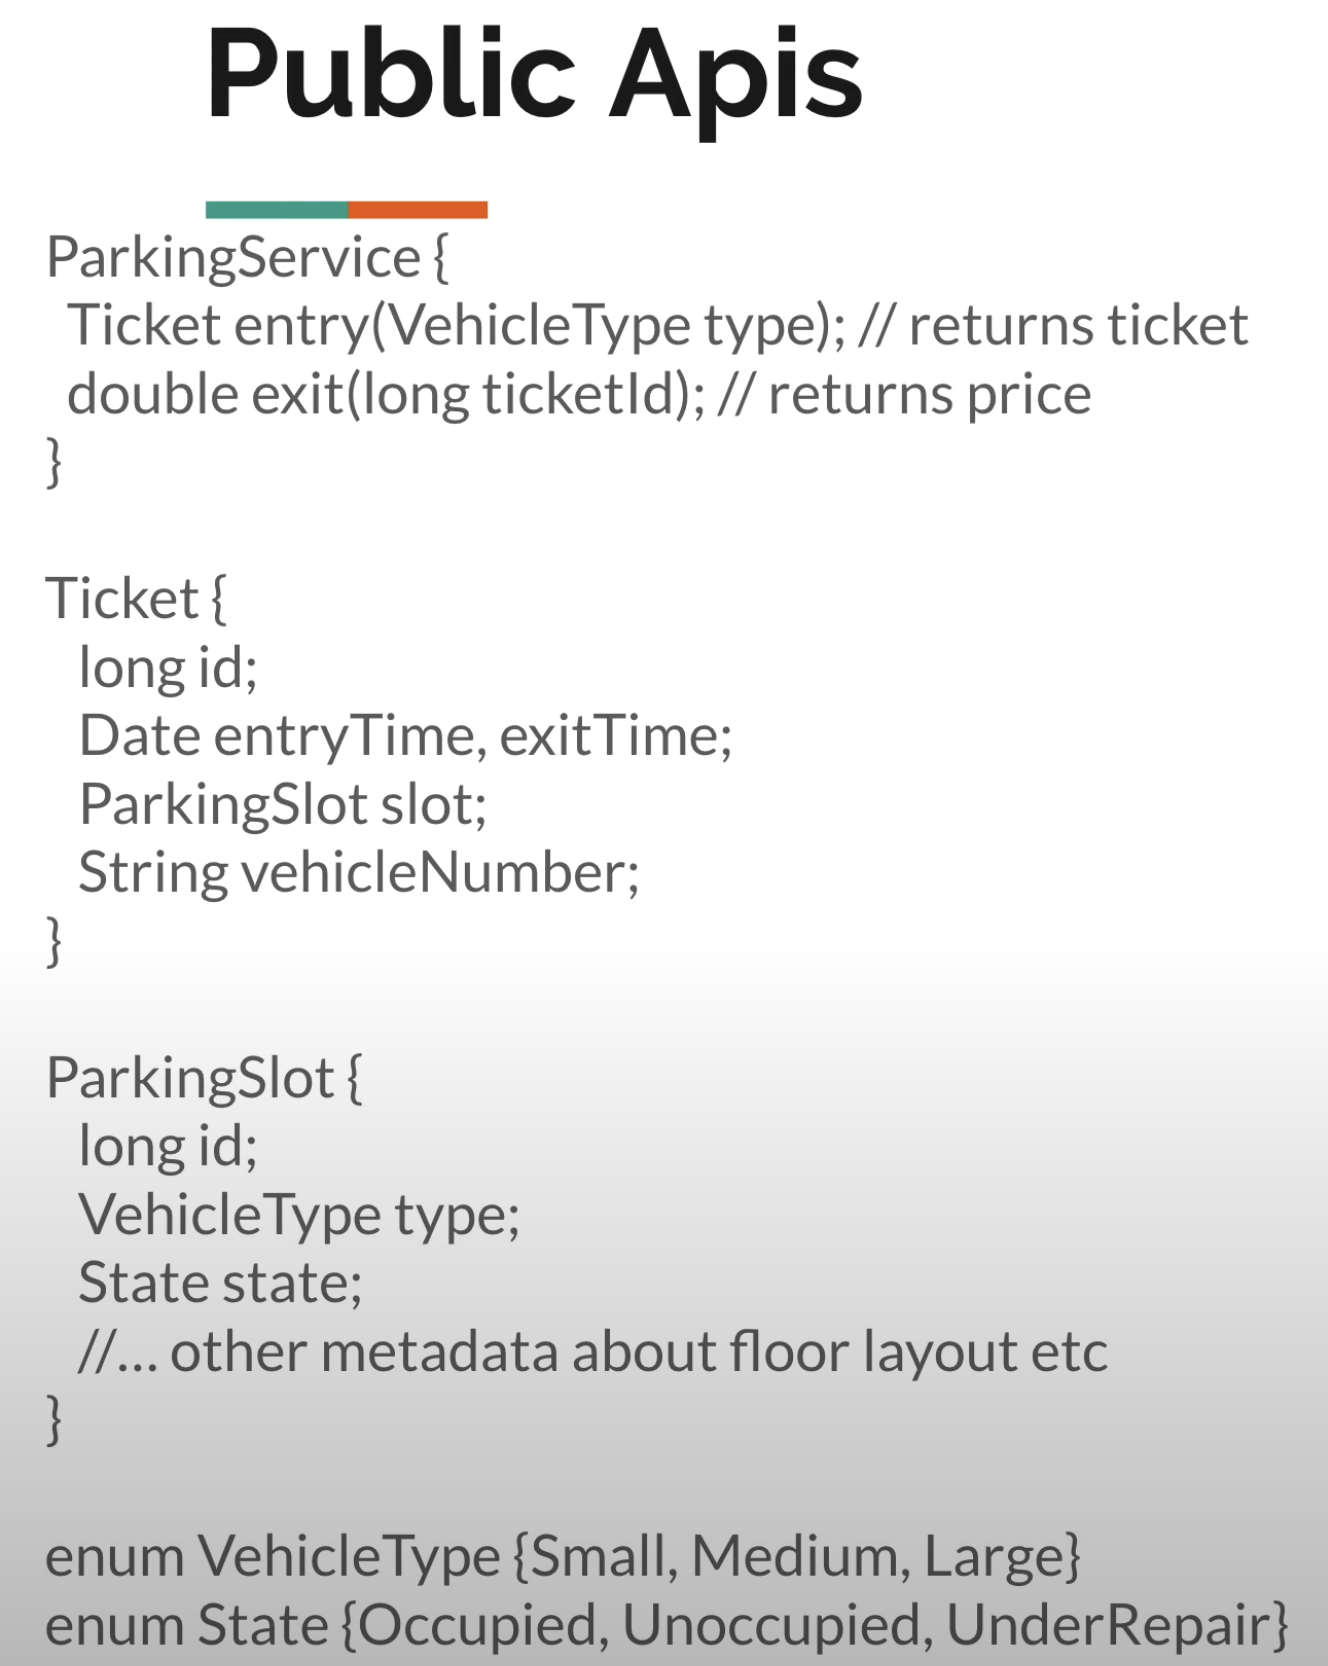 Public Apis
ParkingService {
Ticket entry(VehicleType type); // returns ticket
double exit(long ticketId); // returns price
}
Ticket {
long id;
Date entryTime, exitTime;
ParkingSlot slot;
String vehicleNumber;
}
ParkingSlot {
long id;
VehicleType type;
State state;
//... other metadata about floor layout etc
}
enum VehicleType {Small, Medium, Large}
enum State {Occupied, Unoccupied, UnderRepair}